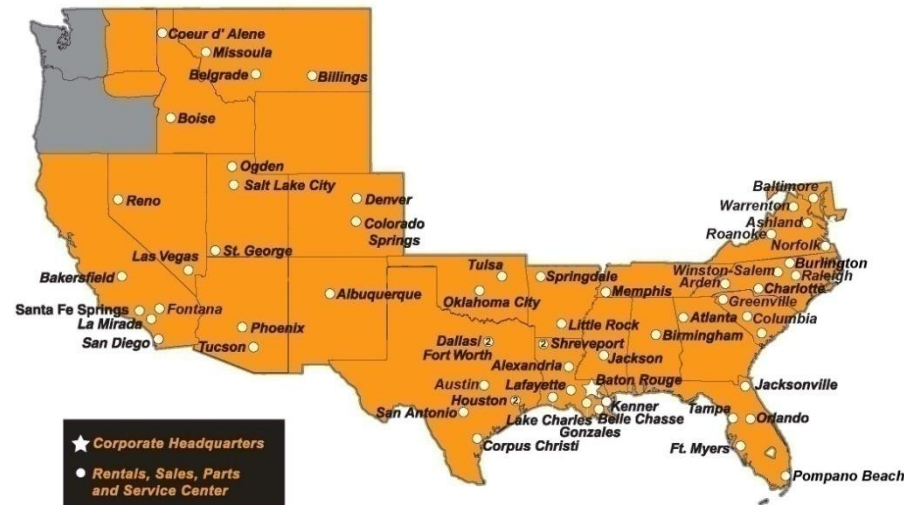 Coeur d' Alene
Missoula
Belgrade
Billings
Boise
Ogden
Salt Lake City
Reno
Denver
Colorado
Springs
Las Vegas
St. George
Bakersfield
Santa Fe Springs
Fontana
La Mirada
San Diego
Phoenix
Tucson
Albuquerque
Tulsa
Oklahoma City
Springdale
Memphis
Little Rock
Dallas/
Fort Worth
2
2
Shreveport
Jackson
Alexandria
Birmingham
Atlanta
Baltimore
Warrenton
Ashland
Roanoke
Norfolk
Burlington
Winston-Salem
Raleigh
Arden
Charlotte
Greenville
Columbia
Austin
Houston
2
San Antonio
Corpus Christi
Lafayette
Baton Rouge
Lake Charles
Kenner
Belle Chasse
Gonzales
Jacksonville
Tampa
Orlando
Ft. Myers
Pompano Beach
Corporate Headquarters
Rentals, Sales, Parts
and Service Center